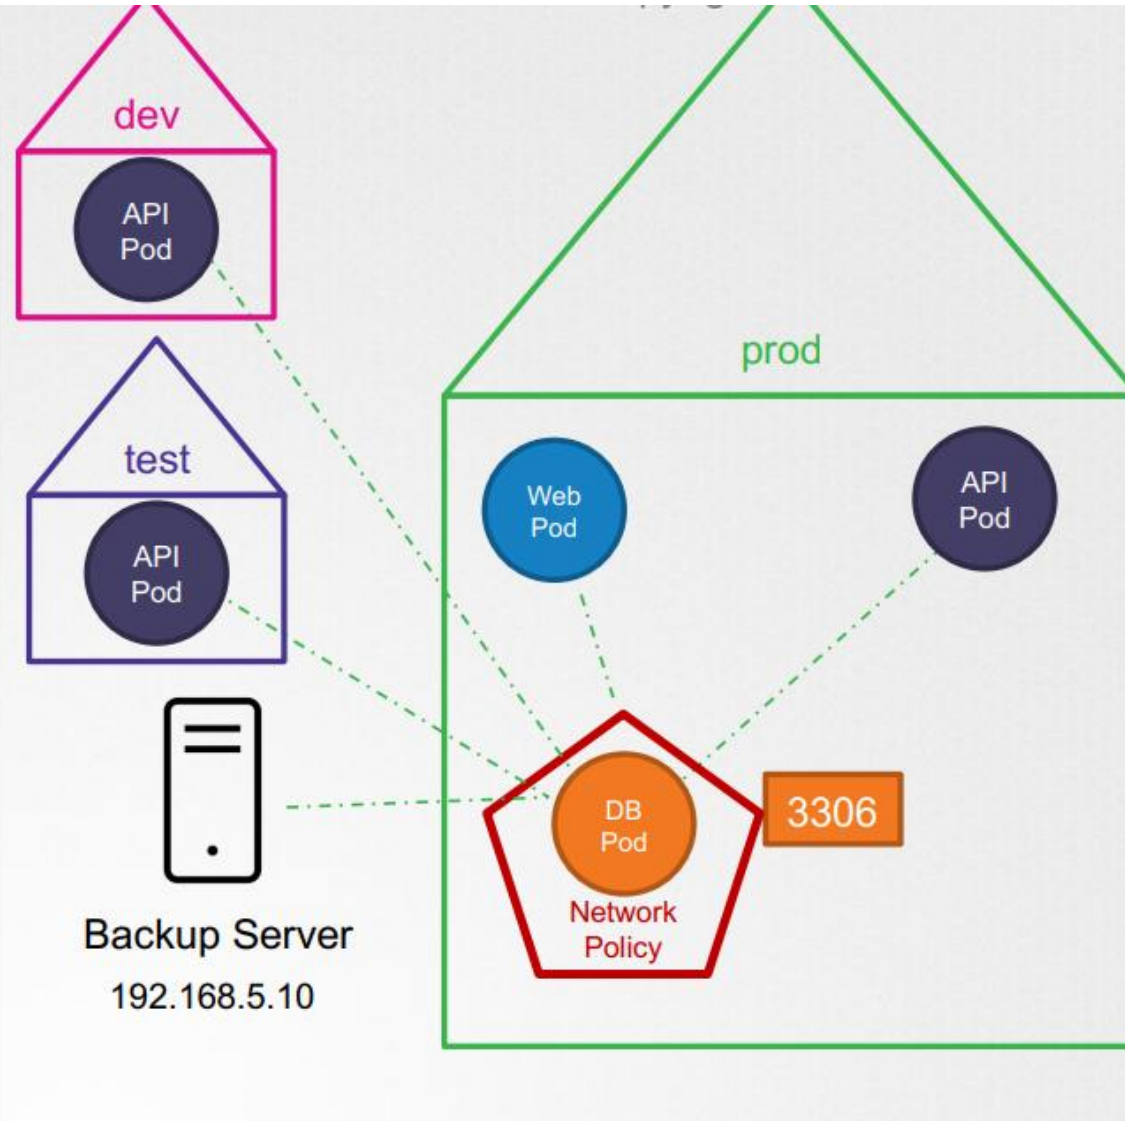 dev
API
Pod
test
API
Pod
prod
Web
Pod
API
Pod
DB
Pod
3306
Network
Policy
Backup Server
192.168.5.10